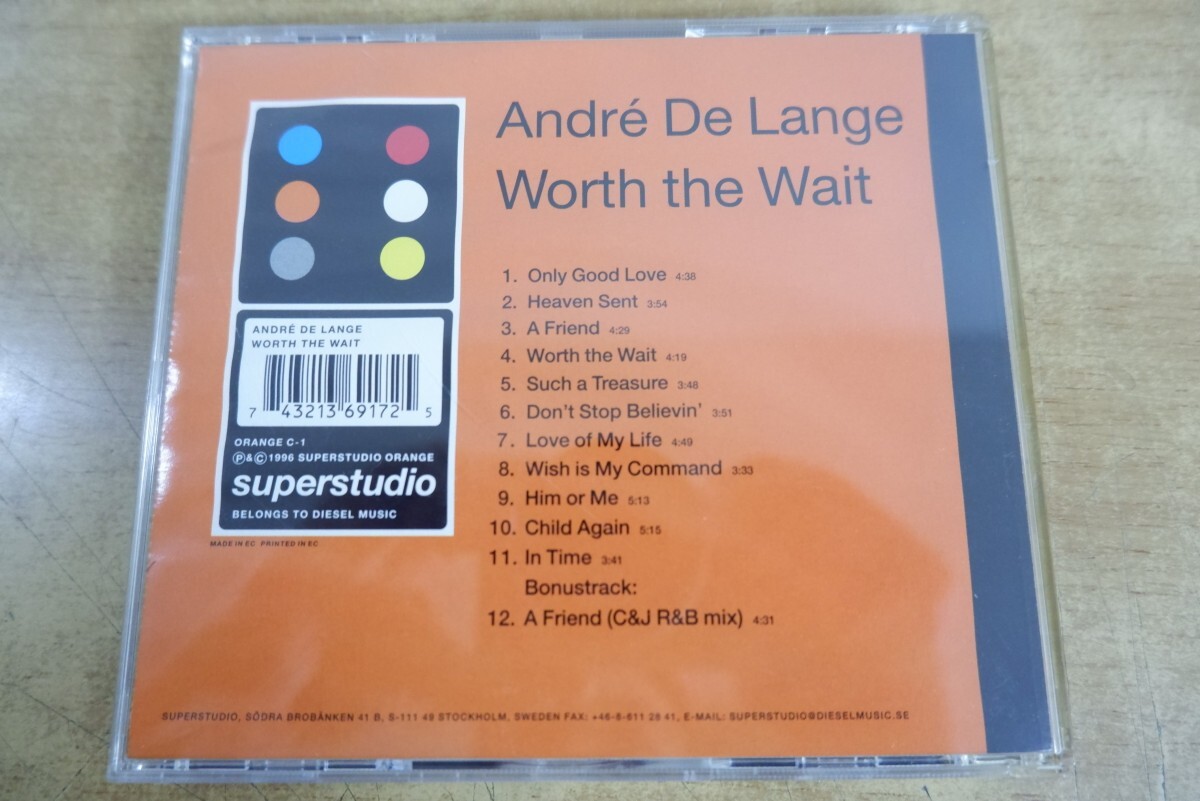 André De Lange
Worth the Wait
1. Only Good Love 4:38
2. Heaven Sent 3:54
3. A Friend 4:29
4. Worth the Wait 4:19
5. Such a Treasure 3:48
6. Don't Stop Believin' 3:51
7. Love of My Life 4:49
8. Wish is My Command 3:33
9. Him or Me 5:13
10. Child Again 5:15
11. In Time 3:41
Bonustrack:
12. A Friend (C&J R&B mix) 4:31
ANDRÉ DE LANGE
WORTH THE WAIT
7 43213 69172 5
ORANGE C-1
℗&©1996 SUPERSTUDIO ORANGE
superstudio
BELONGS TO DIESEL MUSIC
MADE IN EC PRINTED IN EC
SUPERSTUDIO, SÖDRA BROBÄNKEN 41 B, S-111 49 STOCKHOLM, SWEDEN FAX: +46-8-611 28 41, E-MAIL: SUPERSTUDIO@DIESELMUSIC.SE